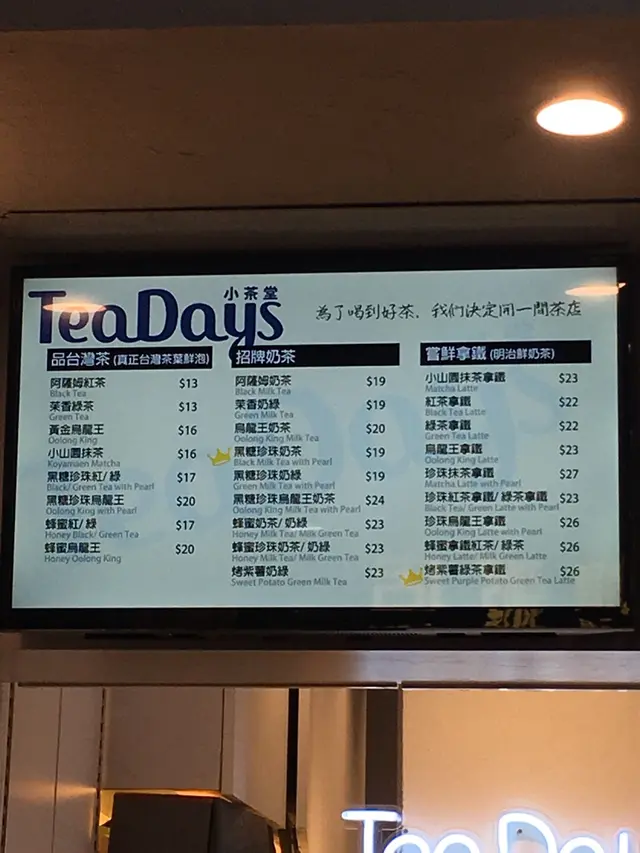 小茶堂
TeaDays
為了喝到好茶，我們決定開一間茶店
品台灣茶 (真正台灣茶葉鮮泡)
阿薩姆紅茶 $13
Black Tea
茉香綠茶 $13
Green Tea
黃金烏龍王 $16
Oolong King
小山園抹茶 $16
Koyamaen Matcha
黑糖珍珠紅/ 綠 $17
Black/ Green Tea with Pearl
黑糖珍珠烏龍王 $20
Oolong King with Pearl
蜂蜜紅/ 綠 $17
Honey Black/ Green Tea
蜂蜜烏龍王 $20
Honey Oolong King
招牌奶茶
阿薩姆奶茶 $19
Black Milk Tea
茉香奶綠 $19
Green Milk Tea
烏龍王奶茶 $20
Oolong King Milk Tea
黑糖珍珠奶茶 $19
Black Milk Tea with Pearl
黑糖珍珠奶綠 $19
Green Milk Tea with Pearl
黑糖珍珠烏龍王奶茶 $24
Oolong King Milk Tea with Pearl
蜂蜜奶茶/ 奶綠 $23
Honey Milk Tea/ Milk Green Tea
蜂蜜珍珠奶茶/ 奶綠 $23
Honey Milk Tea/ Milk Green Tea
烤紫薯奶綠 $23
Sweet Potato Green Milk Tea
嘗鮮拿鐵 (明治鮮奶茶)
小山園抹茶拿鐵 $23
Matcha Latte
紅茶拿鐵 $22
Black Tea Latte
綠茶拿鐵 $22
Green Tea Latte
烏龍王拿鐵 $23
Oolong King Latte
珍珠抹茶拿鐵 $27
Matcha Latte with Pearl
珍珠紅茶拿鐵/ 綠茶拿鐵 $23
Black Tea/ Green Latte with Pearl
珍珠烏龍王拿鐵 $26
Oolong King Latte with Pearl
蜂蜜拿鐵紅茶/ 綠茶 $26
Honey Latte/ Milk Green Latte
烤紫薯綠茶拿鐵 $26
Sweet Purple Potato Green Tea Latte
Tea Day